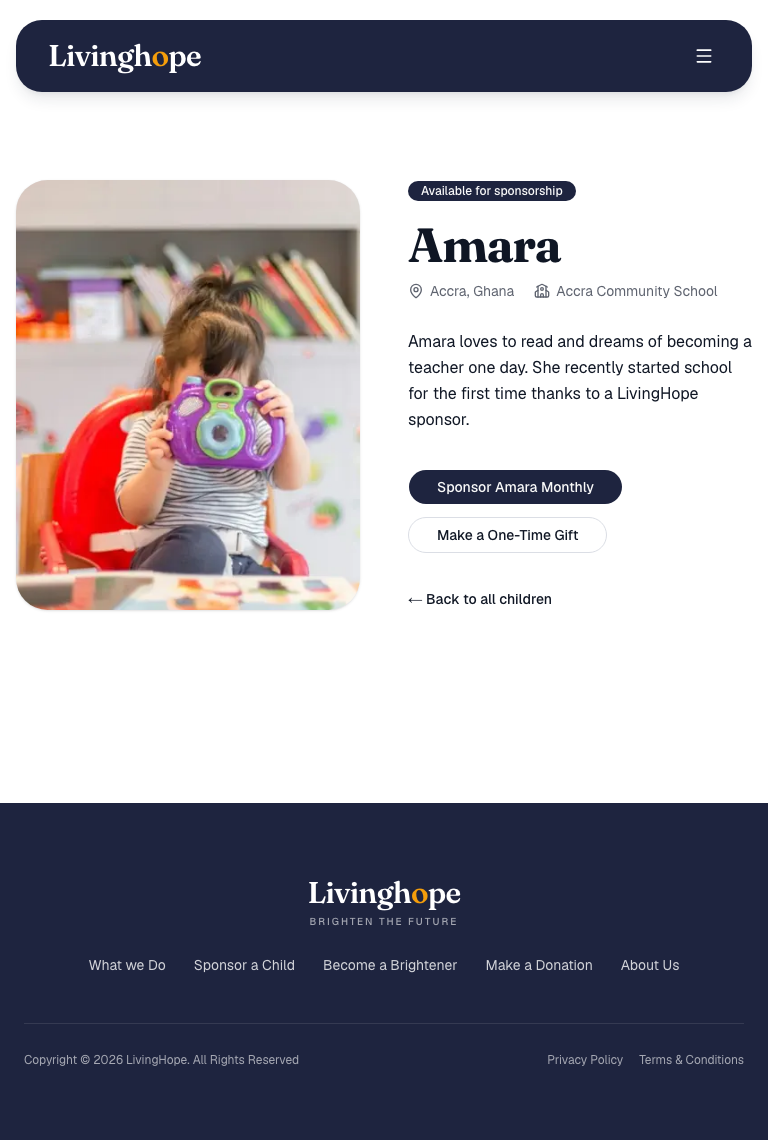 Livinghope
Available for sponsorship
Amara
Accra, Ghana Accra Community School
Amara loves to read and dreams of becoming a
teacher one day. She recently started school
for the first time thanks to a LivingHope
sponsor.
Sponsor Amara Monthly
Make a One-Time Gift
← Back to all children
Livinghope
BRIGHTEN THE FUTURE
What we Do Sponsor a Child Become a Brightener Make a Donation About Us
Copyright © 2026 LivingHope. All Rights Reserved Privacy Policy Terms & Conditions